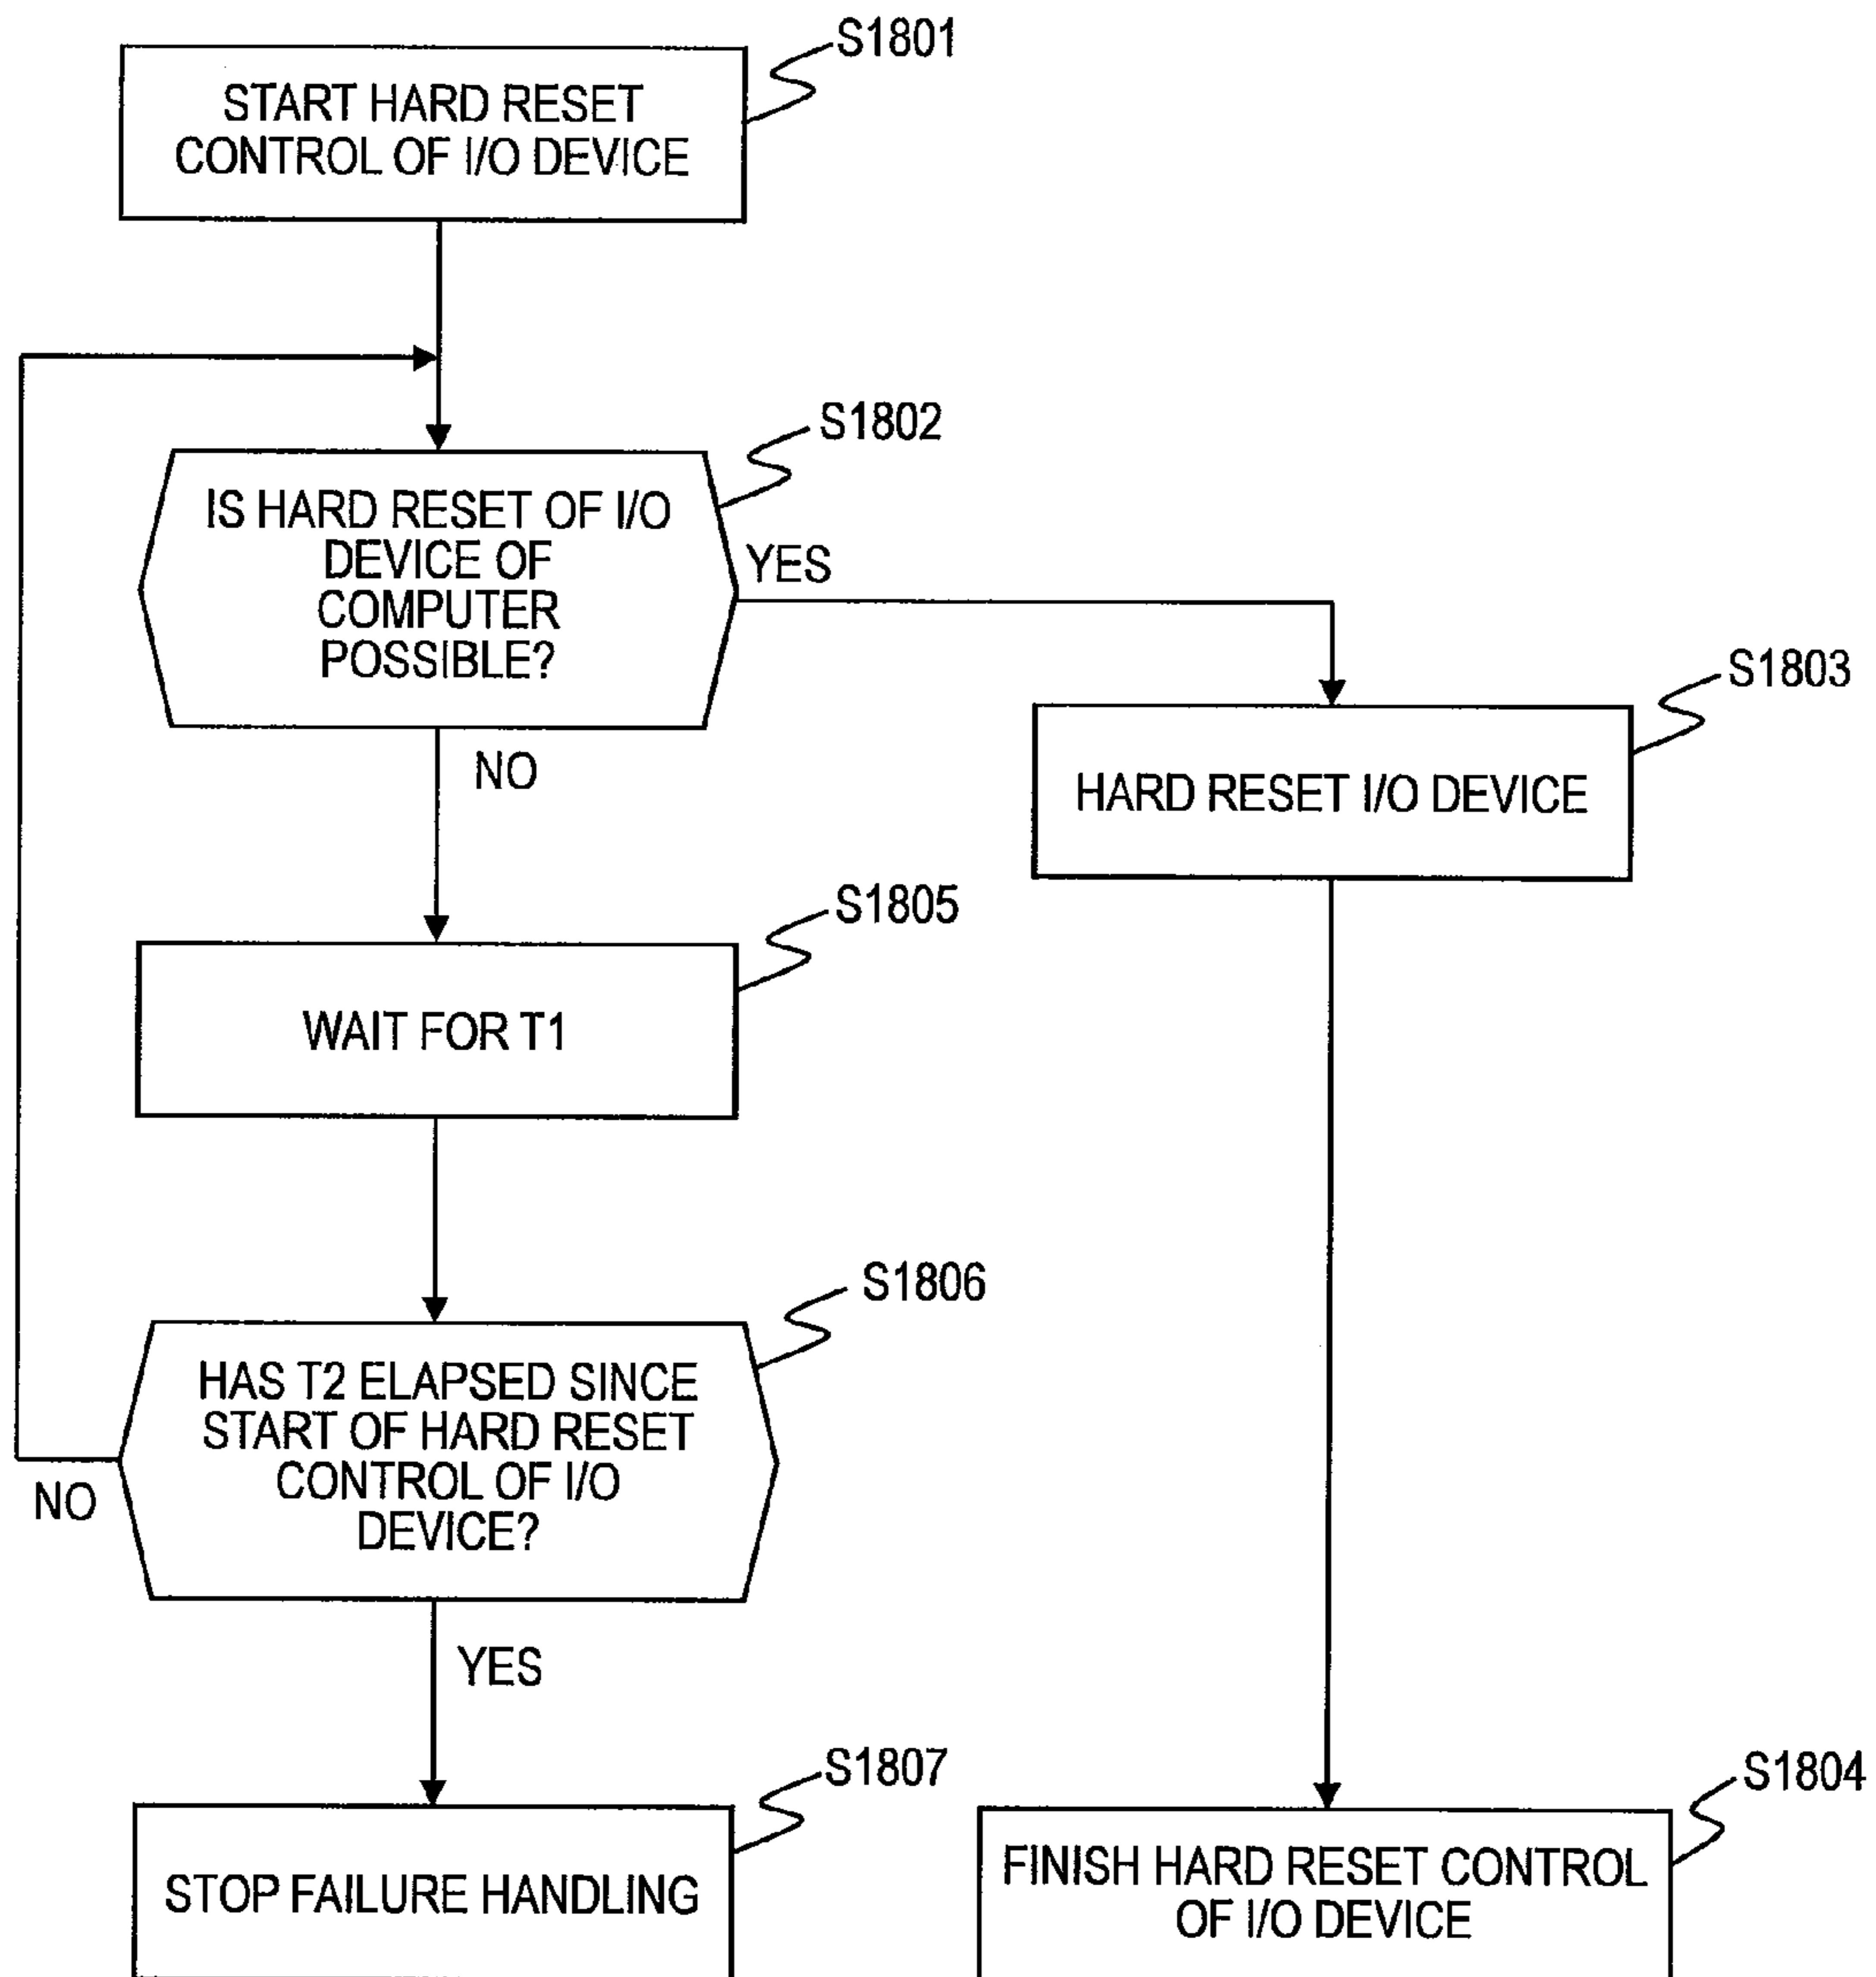 S1801
START HARD RESET
CONTROL OF I/O DEVICE
S1802
IS HARD RESET OF I/O
DEVICE OF
COMPUTER
POSSIBLE?
YES
NO
S1803
HARD RESET I/O DEVICE
S1805
WAIT FOR T1
S1806
HAS T2 ELAPSED SINCE
START OF HARD RESET
CONTROL OF I/O
DEVICE?
NO
YES
S1807
STOP FAILURE HANDLING
S1804
FINISH HARD RESET CONTROL
OF I/O DEVICE